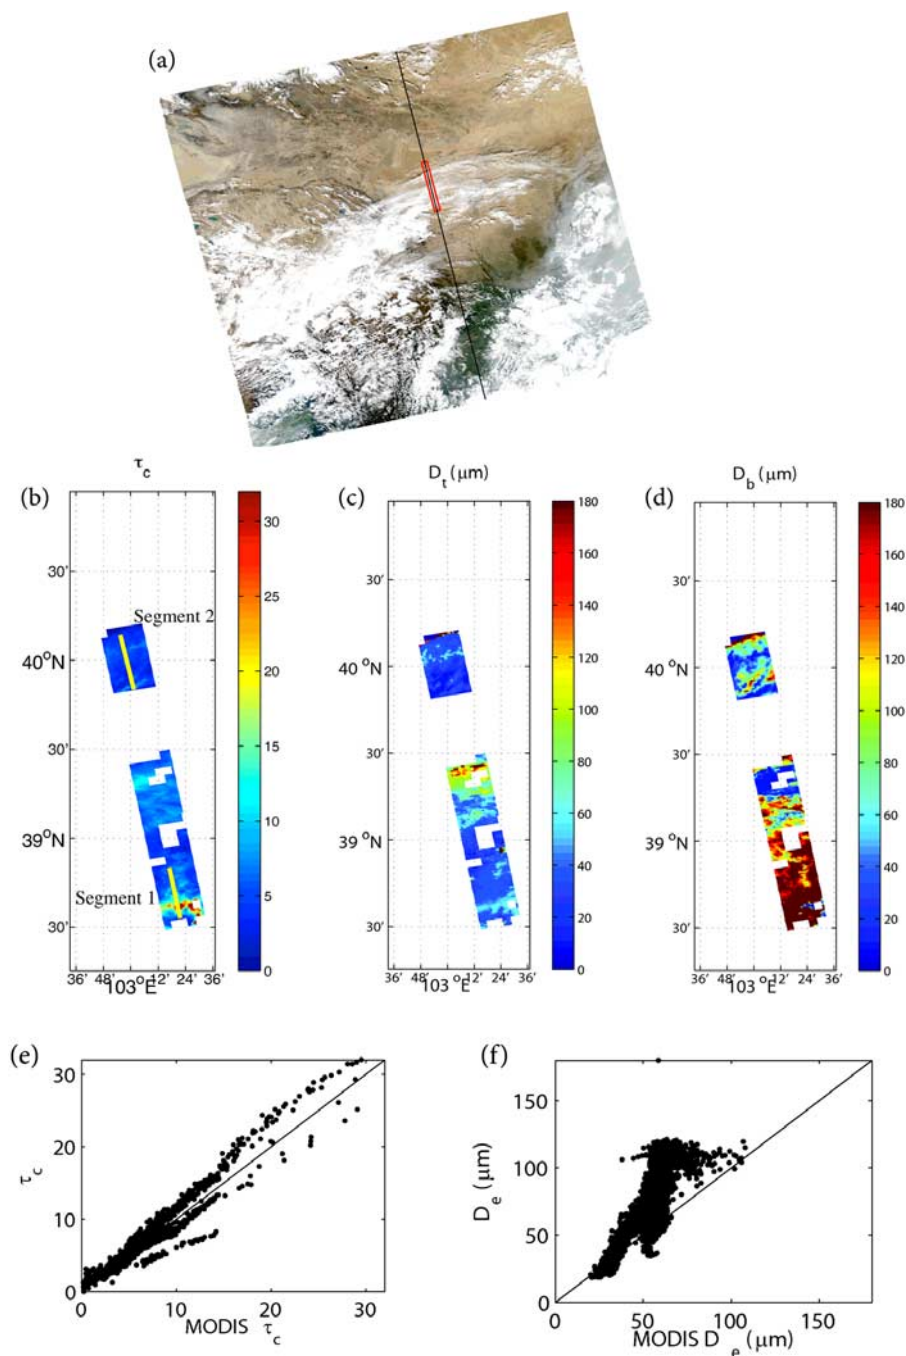 (a)
τc
(b)
30
25
20
15
10
5
0
30'
40°N
30'
39°N
30'
Segment 2
Segment 1
36' 48' 103°E 12' 24' 36'
Dt (μm)
(c)
180
160
140
120
100
80
60
40
20
0
30'
40°N
30'
39°N
30'
36' 48' 103°E 12' 24' 36'
Db (μm)
(d)
180
160
140
120
100
80
60
40
20
0
30'
40°N
30'
39°N
30'
36' 48' 103°E 12' 24' 36'
(e)
τc
30
20
10
0
0 10 20 30
MODIS τc
(f)
De (μm)
150
100
50
0
0 50 100 150
MODIS De (μm)